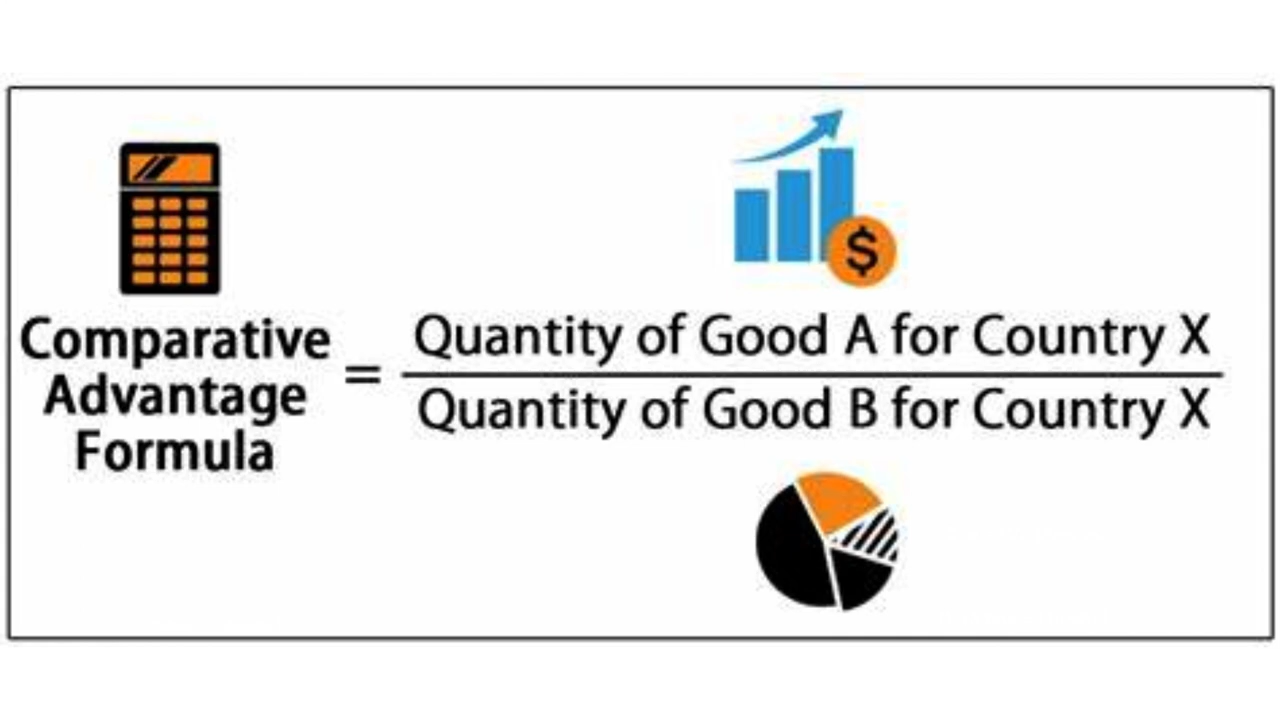 Comparative
Advantage
Formula
=
Quantity of Good A for Country X
Quantity of Good B for Country X
$